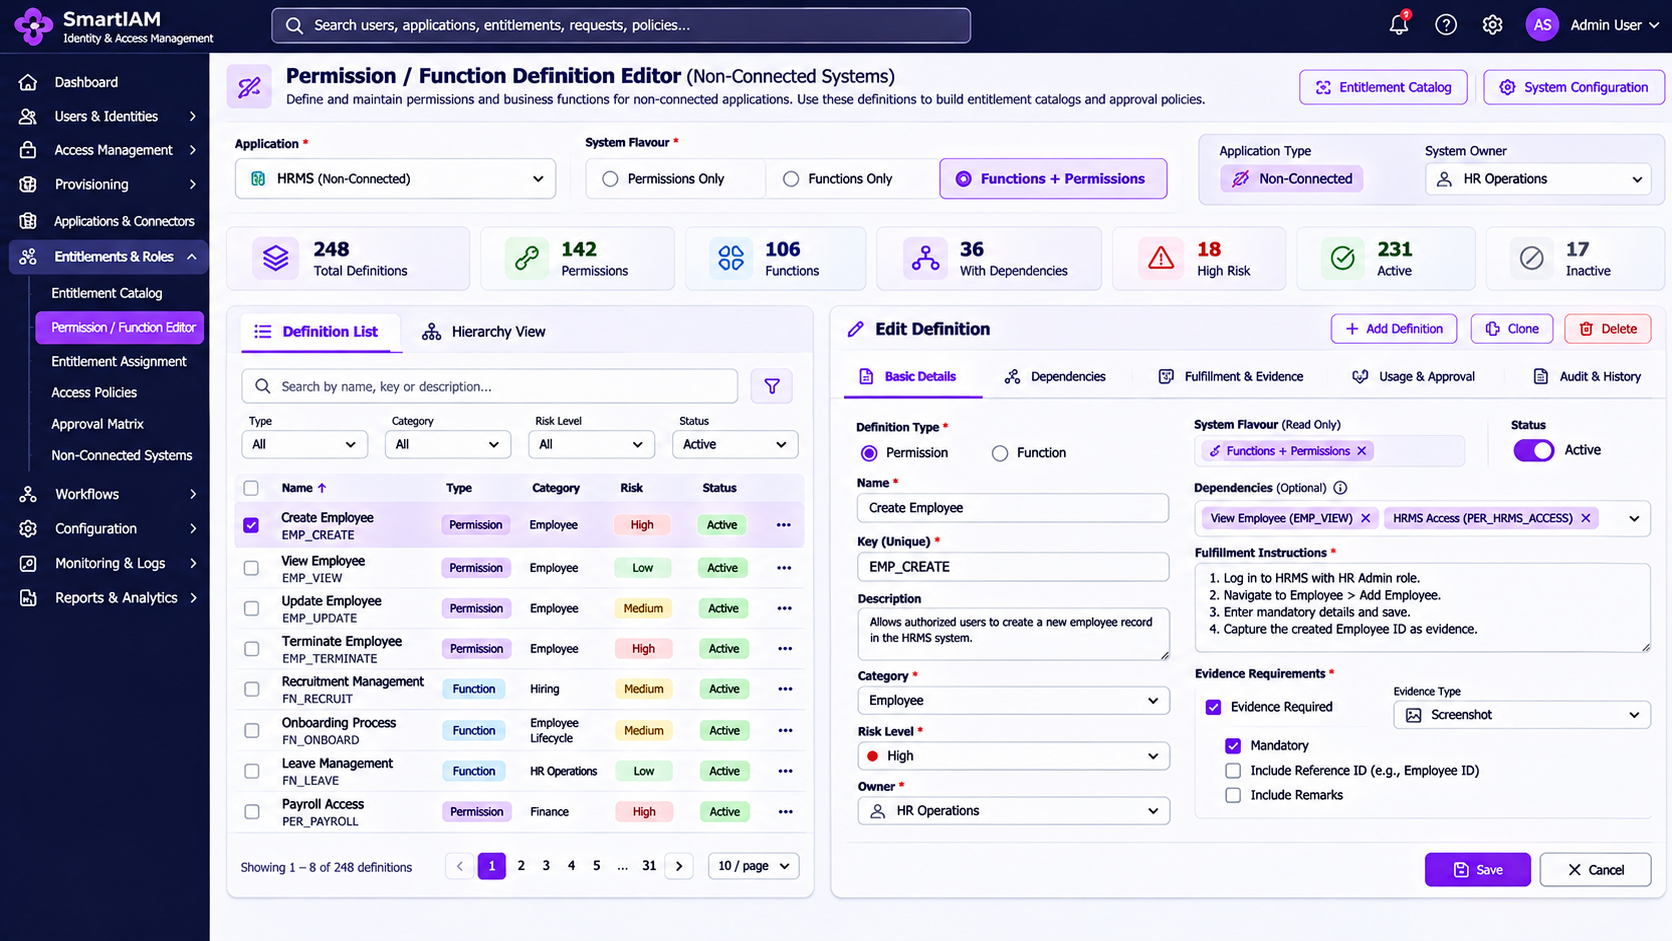 SmartIAM
Identity & Access Management
Search users, applications, entitlements, requests, policies...
?
AS
Admin User
Dashboard
Users & Identities
Access Management
Provisioning
Applications & Connectors
Entitlements & Roles
Entitlement Catalog
Permission / Function Editor
Entitlement Assignment
Access Policies
Approval Matrix
Non-Connected Systems
Workflows
Configuration
Monitoring & Logs
Reports & Analytics
Permission / Function Definition Editor (Non-Connected Systems)
Define and maintain permissions and business functions for non-connected applications. Use these definitions to build entitlement catalogs and approval policies.
Entitlement Catalog
System Configuration
Application *
HRMS (Non-Connected)
System Flavour *
Permissions Only
Functions Only
Functions + Permissions
Application Type
Non-Connected
System Owner
HR Operations
248
Total Definitions
142
Permissions
106
Functions
36
With Dependencies
18
High Risk
231
Active
17
Inactive
Definition List
Hierarchy View
Search by name, key or description...
Type
All
Category
All
Risk Level
All
Status
Active
Name ↑ Type Category Risk Status
Create Employee Permission Employee High Active •••
EMP_CREATE
View Employee Permission Employee Low Active •••
EMP_VIEW
Update Employee Permission Employee Medium Active •••
EMP_UPDATE
Terminate Employee Permission Employee High Active •••
EMP_TERMINATE
Recruitment Management Function Hiring Medium Active •••
FN_RECRUIT
Onboarding Process Function Employee Lifecycle Medium Active •••
FN_ONBOARD
Leave Management Function HR Operations Low Active •••
FN_LEAVE
Payroll Access Permission Finance High Active •••
PER_PAYROLL
Showing 1 – 8 of 248 definitions
< 1 2 3 4 5 ... 31 >
10 / page
Edit Definition
+ Add Definition
Clone
Delete
Basic Details
Dependencies
Fulfillment & Evidence
Usage & Approval
Audit & History
Definition Type *
Permission
Function
Name *
Create Employee
Key (Unique) *
EMP_CREATE
Description
Allows authorized users to create a new employee record
in the HRMS system.
Category *
Employee
Risk Level *
High
Owner *
HR Operations
System Flavour (Read Only)
Functions + Permissions ×
Status
Active
Dependencies (Optional)
View Employee (EMP_VIEW) ×
HRMS Access (PER_HRMS_ACCESS) ×
Fulfillment Instructions *
1. Log in to HRMS with HR Admin role.
2. Navigate to Employee > Add Employee.
3. Enter mandatory details and save.
4. Capture the created Employee ID as evidence.
Evidence Requirements *
Evidence Required
Evidence Type
Screenshot
Mandatory
Include Reference ID (e.g., Employee ID)
Include Remarks
Save
× Cancel